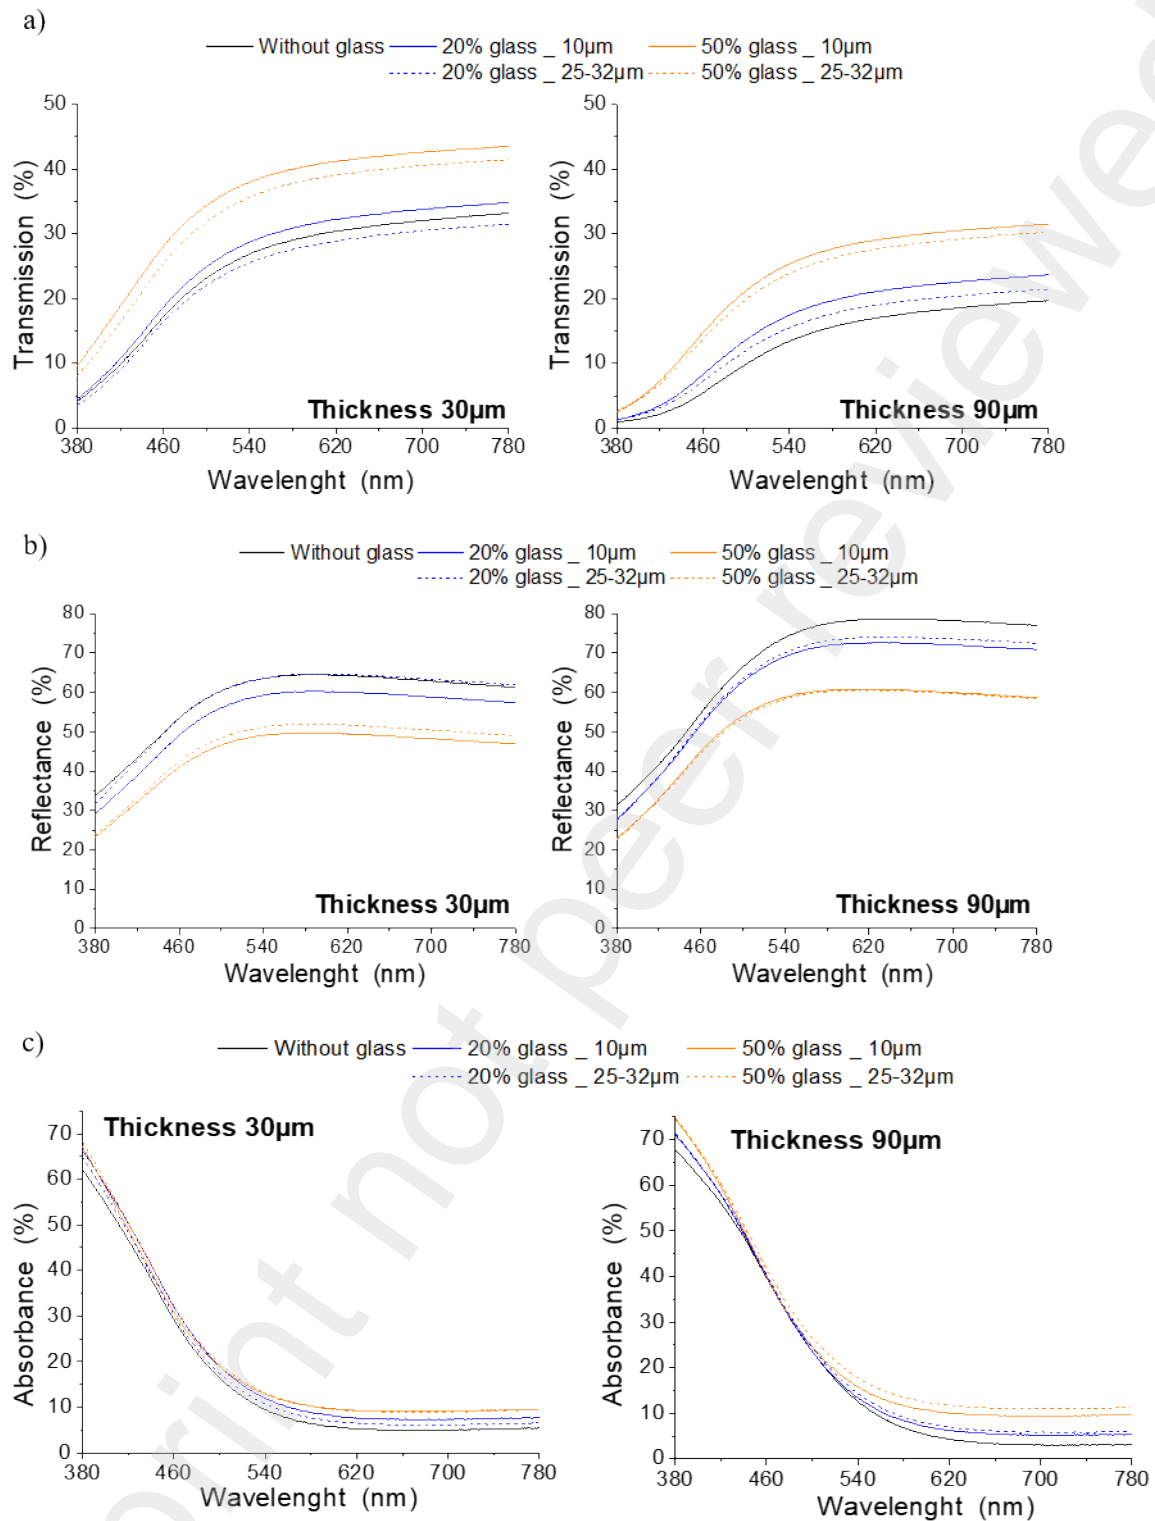 a)
Without glass 20% glass _ 10µm 50% glass _ 10µm
20% glass _ 25-32µm 50% glass _ 25-32µm
50
40
30
20
10
0
Transmission (%)
Thickness 30µm
380 460 540 620 700 780
Wavelenght (nm)
50
40
30
20
10
0
Transmission (%)
Thickness 90µm
380 460 540 620 700 780
Wavelenght (nm)
b)
Without glass 20% glass _ 10µm 50% glass _ 10µm
20% glass _ 25-32µm 50% glass _ 25-32µm
80
70
60
50
40
30
20
10
0
Reflectance (%)
Thickness 30µm
380 460 540 620 700 780
Wavelenght (nm)
80
70
60
50
40
30
20
10
0
Reflectance (%)
Thickness 90µm
380 460 540 620 700 780
Wavelenght (nm)
c)
Without glass 20% glass _ 10µm 50% glass _ 10µm
20% glass _ 25-32µm 50% glass _ 25-32µm
Thickness 30µm
70
60
50
40
30
20
10
0
Absorbance (%)
380 460 540 620 700 780
Wavelenght (nm)
Thickness 90µm
70
60
50
40
30
20
10
0
Absorbance (%)
380 460 540 620 700 780
Wavelenght (nm)
print not peer reviewe